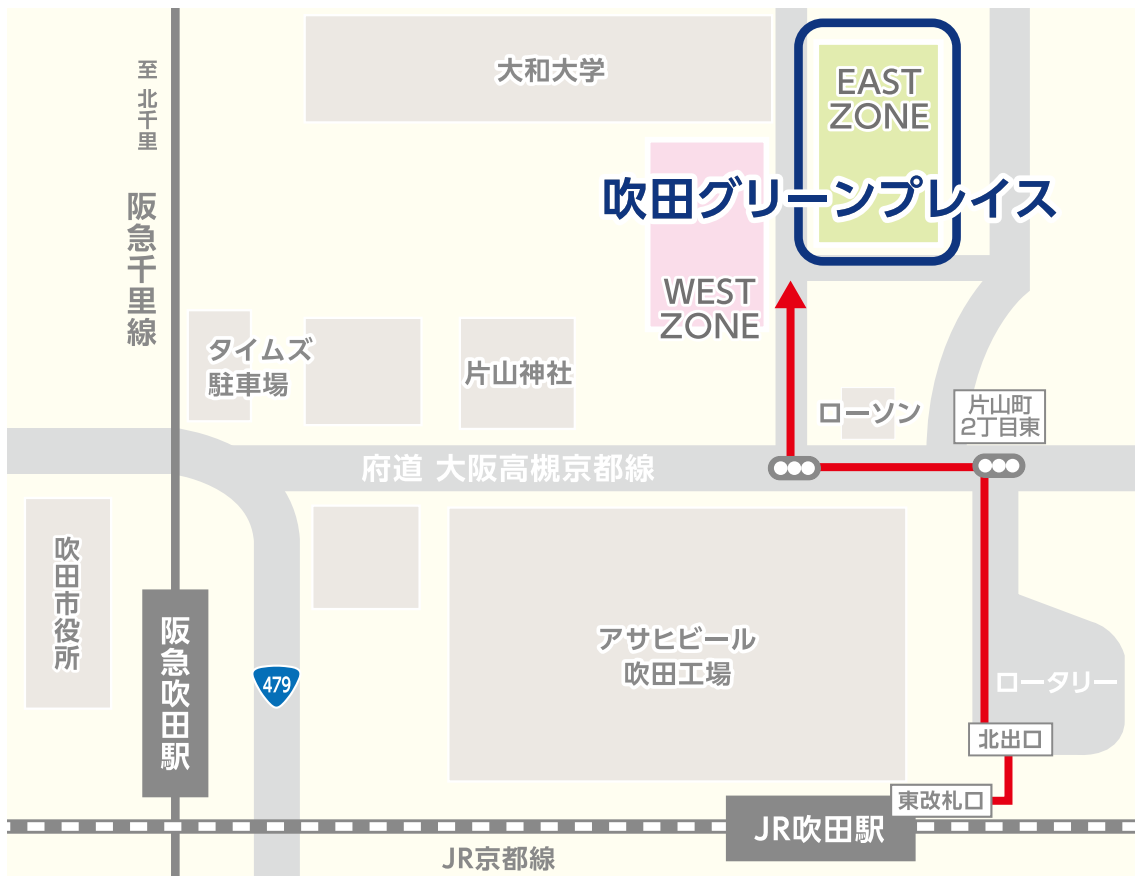 至 北千里
阪急千里線
大和大学
EAST
ZONE
吹田グリーンプレイス
WEST
ZONE
タイムズ
駐車場
片山神社
ローソン
片山町
2丁目東
府道 大阪高槻京都線
吹田市役所
阪急吹田駅
479
アサヒビール
吹田工場
ロータリー
北出口
東改札口
JR吹田駅
JR京都線